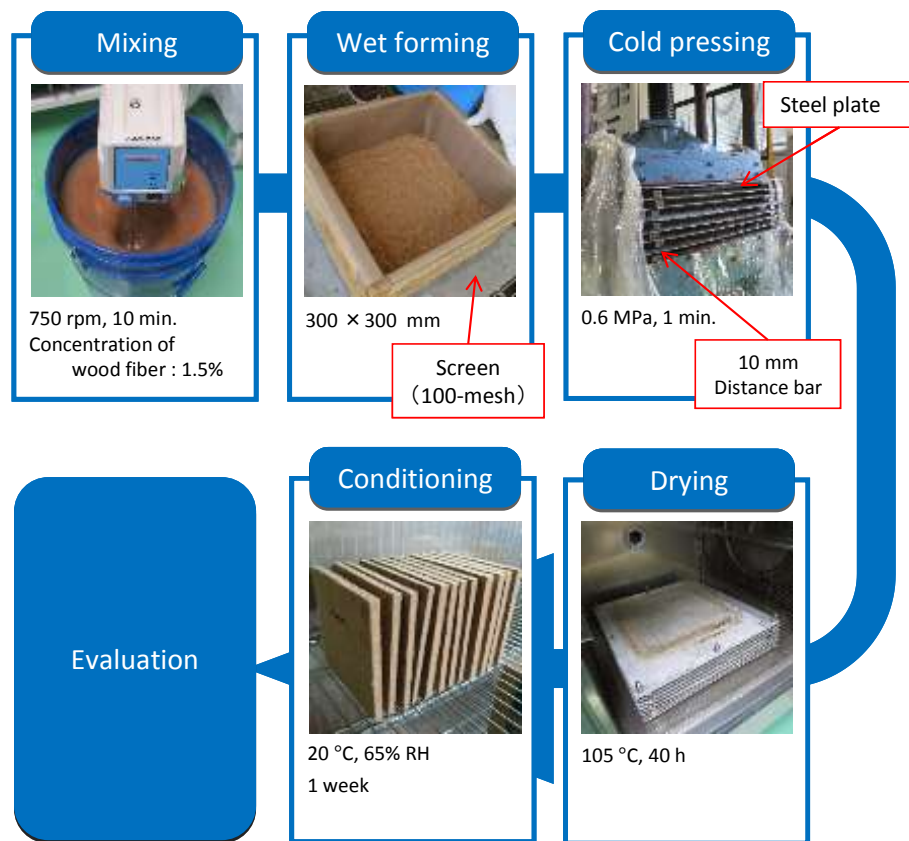 Mixing
750 rpm, 10 min.
Concentration of
wood fiber : 1.5%
Wet forming
300 × 300 mm
Screen
（100-mesh）
Cold pressing
Steel plate
0.6 MPa, 1 min.
10 mm
Distance bar
Drying
105 °C, 40 h
Conditioning
20 °C, 65% RH
1 week
Evaluation